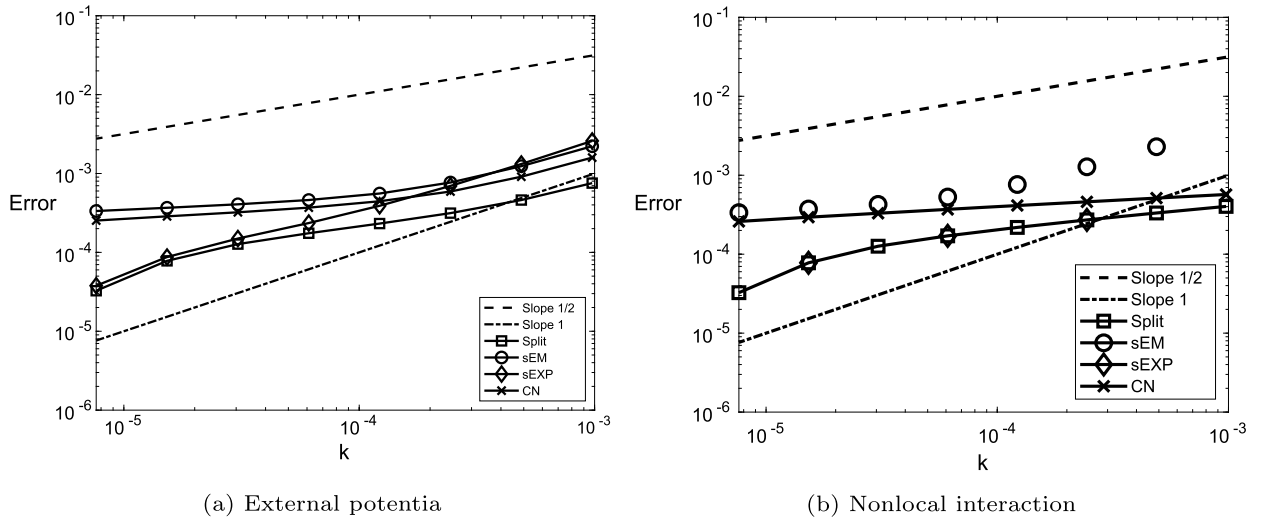 10^-1
10^-2
10^-3
10^-4
10^-5
10^-6
Error
10^-5
10^-4
10^-3
k
Slope 1/2
Slope 1
Split
sEM
sEXP
CN
(a) External potentia
10^-1
10^-2
10^-3
10^-4
10^-5
10^-6
Error
10^-5
10^-4
10^-3
k
Slope 1/2
Slope 1
Split
sEM
sEXP
CN
(b) Nonlocal interaction